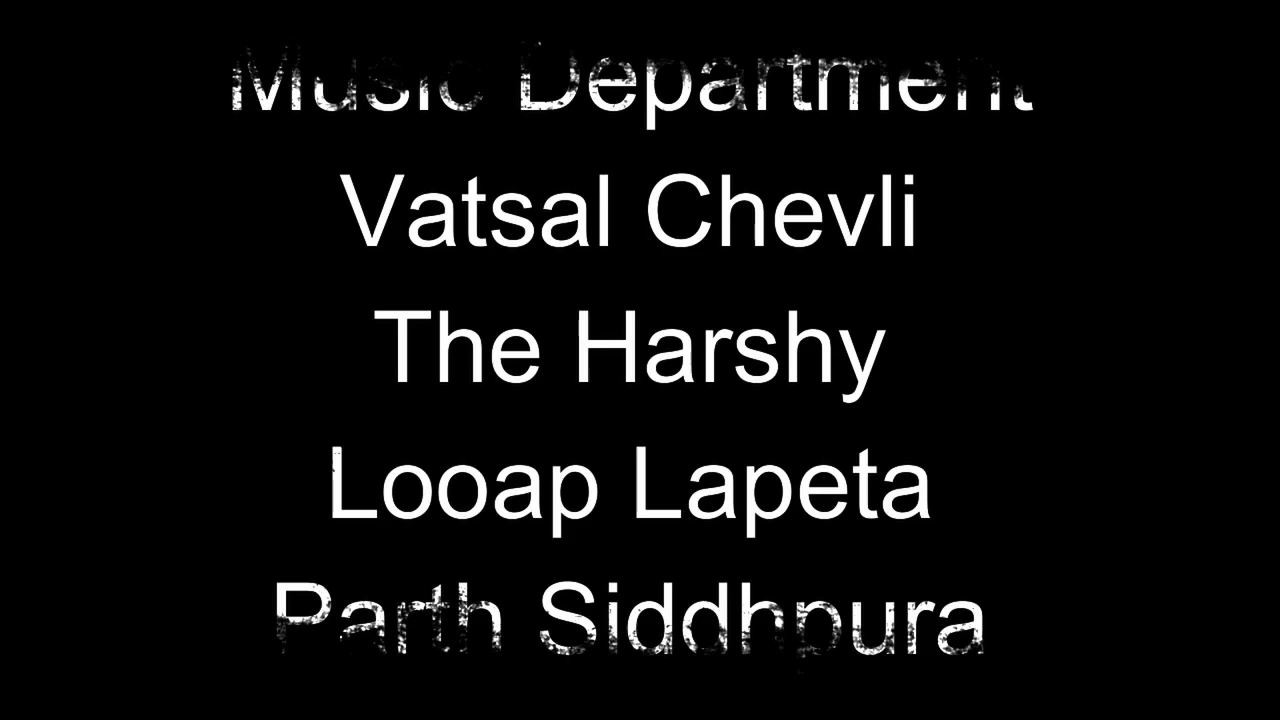 Music Department
Vatsal Chevli
The Harshy
Looap Lapeta
Parth Siddhpura